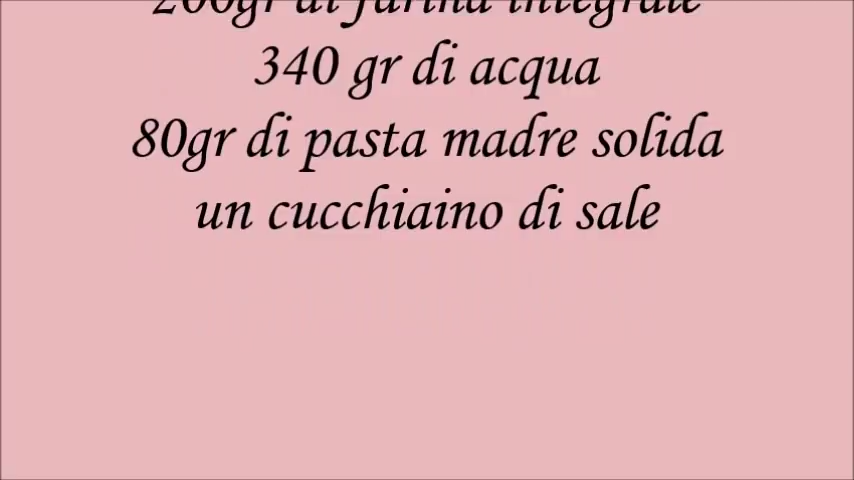 200gr di farina integrale
340 gr di acqua
80gr di pasta madre solida
un cucchiaino di sale